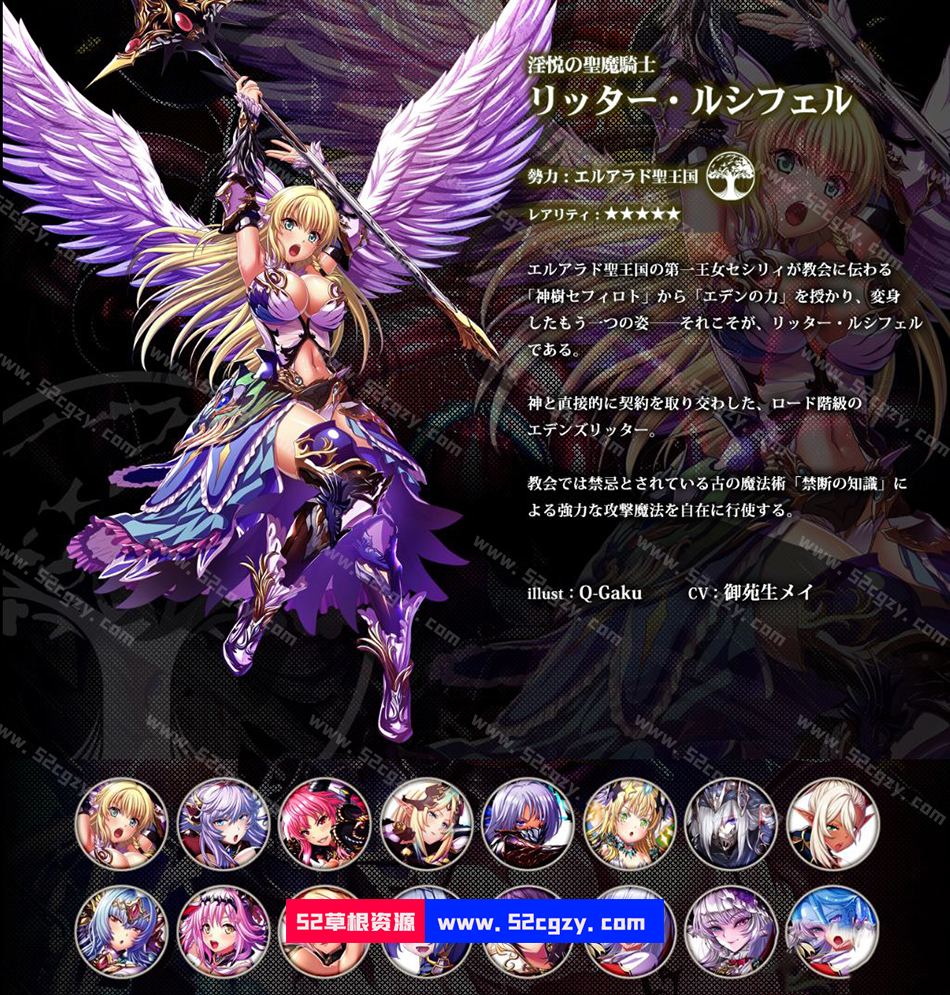 淫悦の聖魔騎士
リッター・ルシフェル
勢力：エルアラド聖王国
レアリティ：★★★★★
エルアラド聖王国の第一王女セシリィが教会に伝わる
「神樹セフィロト」から「エデンの力」を授かり、変身
したもう一つの姿――それこそが、リッター・ルシフェル
である。
神と直接的に契約を取り交わした、ロード階級の
エデンズリッター。
教会では禁忌とされている古の魔法術「禁断の知識」に
よる強力な攻撃魔法を自在に行使する。
illust：Q-Gaku CV：御苑生メイ
52草根资源 www.52cgzy.com
www.52cgzy.com